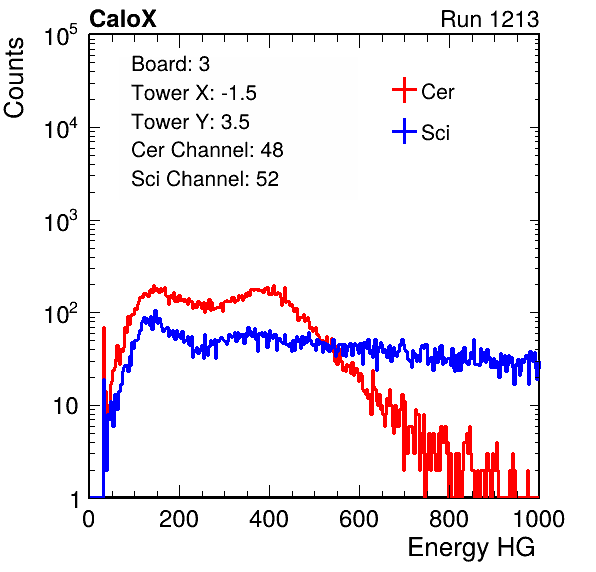 CaloX Run 1213
10^5
Counts
Board: 3
Tower X: -1.5
Tower Y: 3.5
Cer Channel: 48
Sci Channel: 52
Cer
Sci
10^4
10^3
10^2
10
1
0 200 400 600 800 1000
Energy HG